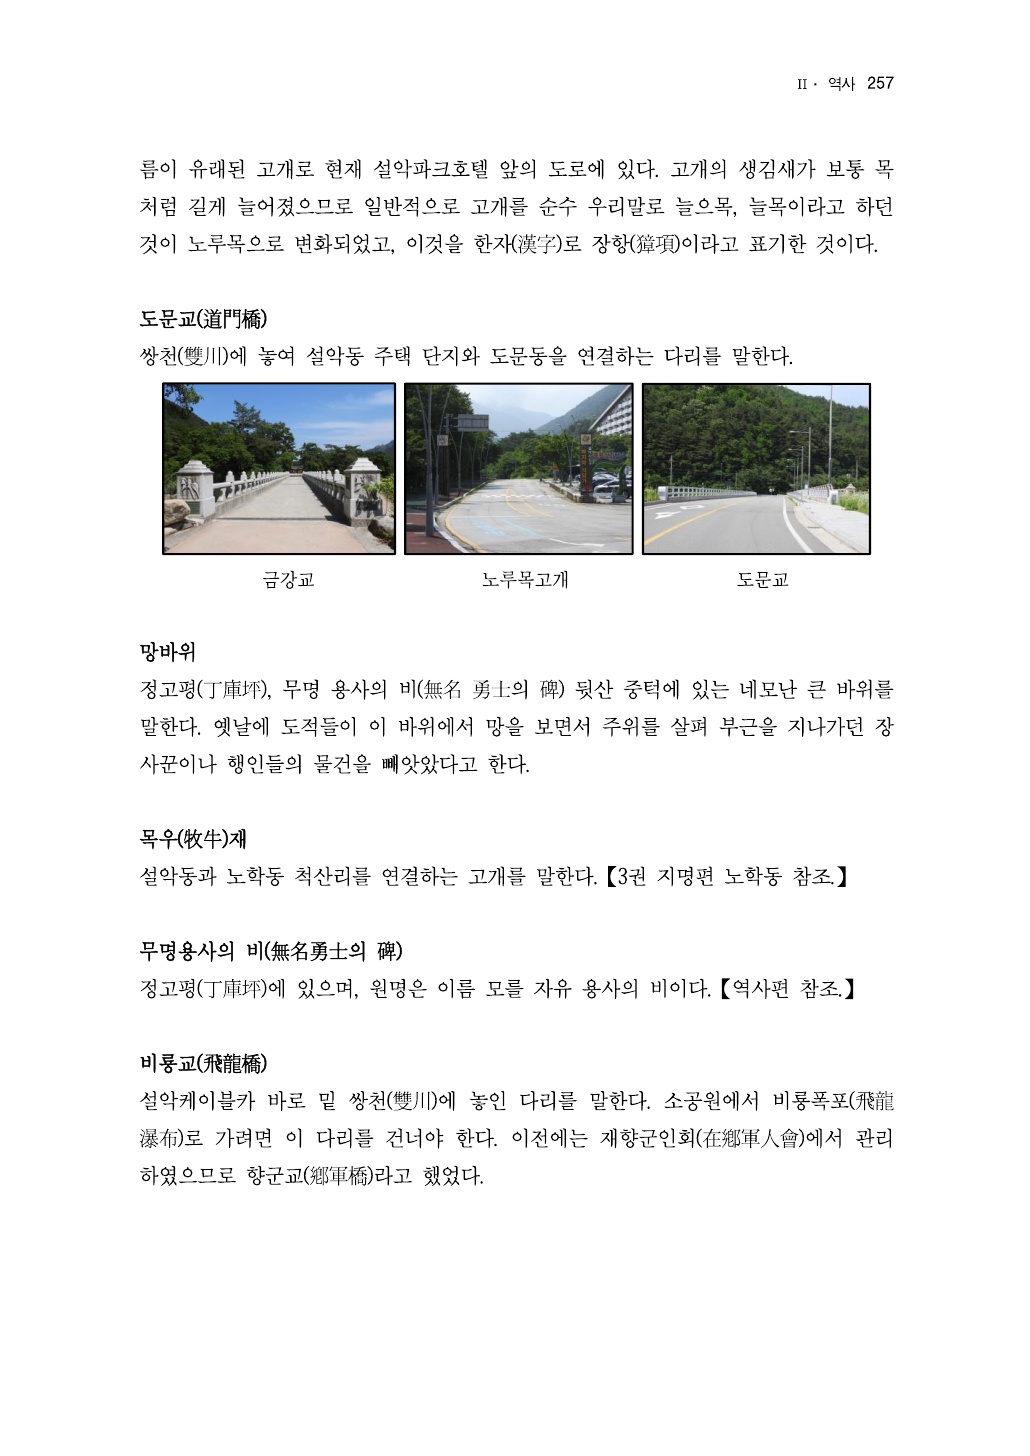 II · 역사 257
름이 유래된 고개로 현재 설악파크호텔 앞의 도로에 있다. 고개의 생김새가 보통 목
처럼 길게 늘어졌으므로 일반적으로 고개를 순수 우리말로 늘으목, 늘목이라고 하던
것이 노루목으로 변화되었고, 이것을 한자(漢字)로 장항(獐項)이라고 표기한 것이다.
도문교(道門橋)
쌍천(雙川)에 놓여 설악동 주택 단지와 도문동을 연결하는 다리를 말한다.
금강교 노루목고개 도문교
망바위
정고평(丁庫坪), 무명 용사의 비(無名 勇士의 碑) 뒷산 중턱에 있는 네모난 큰 바위를
말한다. 옛날에 도적들이 이 바위에서 망을 보면서 주위를 살펴 부근을 지나가던 장
사꾼이나 행인들의 물건을 빼앗았다고 한다.
목우(牧牛)재
설악동과 노학동 척산리를 연결하는 고개를 말한다.【3권 지명편 노학동 참조.】
무명용사의 비(無名勇士의 碑)
정고평(丁庫坪)에 있으며, 원명은 이름 모를 자유 용사의 비이다.【역사편 참조.】
비룡교(飛龍橋)
설악케이블카 바로 밑 쌍천(雙川)에 놓인 다리를 말한다. 소공원에서 비룡폭포(飛龍
瀑布)로 가려면 이 다리를 건너야 한다. 이전에는 재향군인회(在鄕軍人會)에서 관리
하였으므로 향군교(鄕軍橋)라고 했었다.